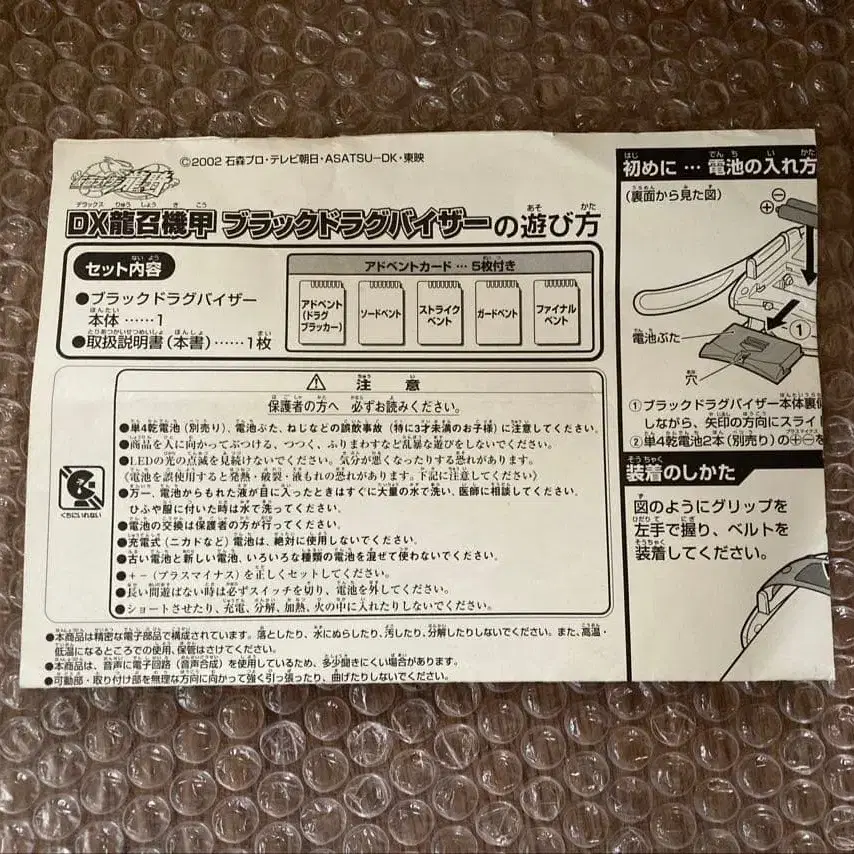 ©2002 石森プロ・テレビ朝日・ASATSU-DK・東映
DX龍召機甲 ブラックドラグバイザーの遊び方
セット内容
●ブラックドラグバイザー
本体 ……1
●取扱説明書(本書)……1枚
アドベントカード … 5枚付き
アドベント
(ドラグ
ブラッカー)
ソードベント
ストライク
ベント
ガードベント
ファイナル
ベント
⚠ 注 意
保護者の方へ 必ずお読みください。
●単4乾電池(別売り)、電池ぶた、ねじなどの誤飲事故(特に3才未満のお子様)に注意してください。
●商品を人に向かってぶつける、つつく、ふりまわすなど乱暴な遊びをしないでください。
●LEDの光の点滅を見続けないでください。気分が悪くなったりする恐れがあります。
《電池を誤使用すると発熱・破裂・液もれの恐れがあります。下記に注意してください》
●万一、電池からもれた液が目に入ったときはすぐに大量の水で洗い、医師に相談してください。
ひふや服に付いた時は水で洗ってください。
●電池の交換は保護者の方が行ってください。
●充電式(ニカドなど)電池は、絶対に使用しないでください。
●古い電池と新しい電池、いろいろな種類の電池を混ぜて使わないでください。
●+-(プラスマイナス)を正しくセットしてください。
●長い間遊ばない時は必ずスイッチを切り、電池を外してください。
●ショートさせたり、充電、分解、加熱、火の中に入れたりしないでください。
くちにいれない
●本商品は精密な電子部品で構成されています。落としたり、水にぬらしたり、汚したり、分解したりしないでください。また、高温・
低温になるところでの使用、保管はさけてください。
●本商品は、音声に電子回路(音声合成)を使用しているため、多少聞きにくい場合があります。
●可動部・取り付け部を無理な方向に向かって強く引っ張ったり、曲げたりしないでください。
初めに … 電池の入れ方
(裏面から見た図)
⊖
⊕
①
電池ぶた
穴
①ブラックドラグバイザー本体裏側
しながら、矢印の方向にスライ
②単4乾電池2本(別売り)の⊕⊖を
装着のしかた
図のようにグリップを
左手で握り、ベルトを
装着してください。